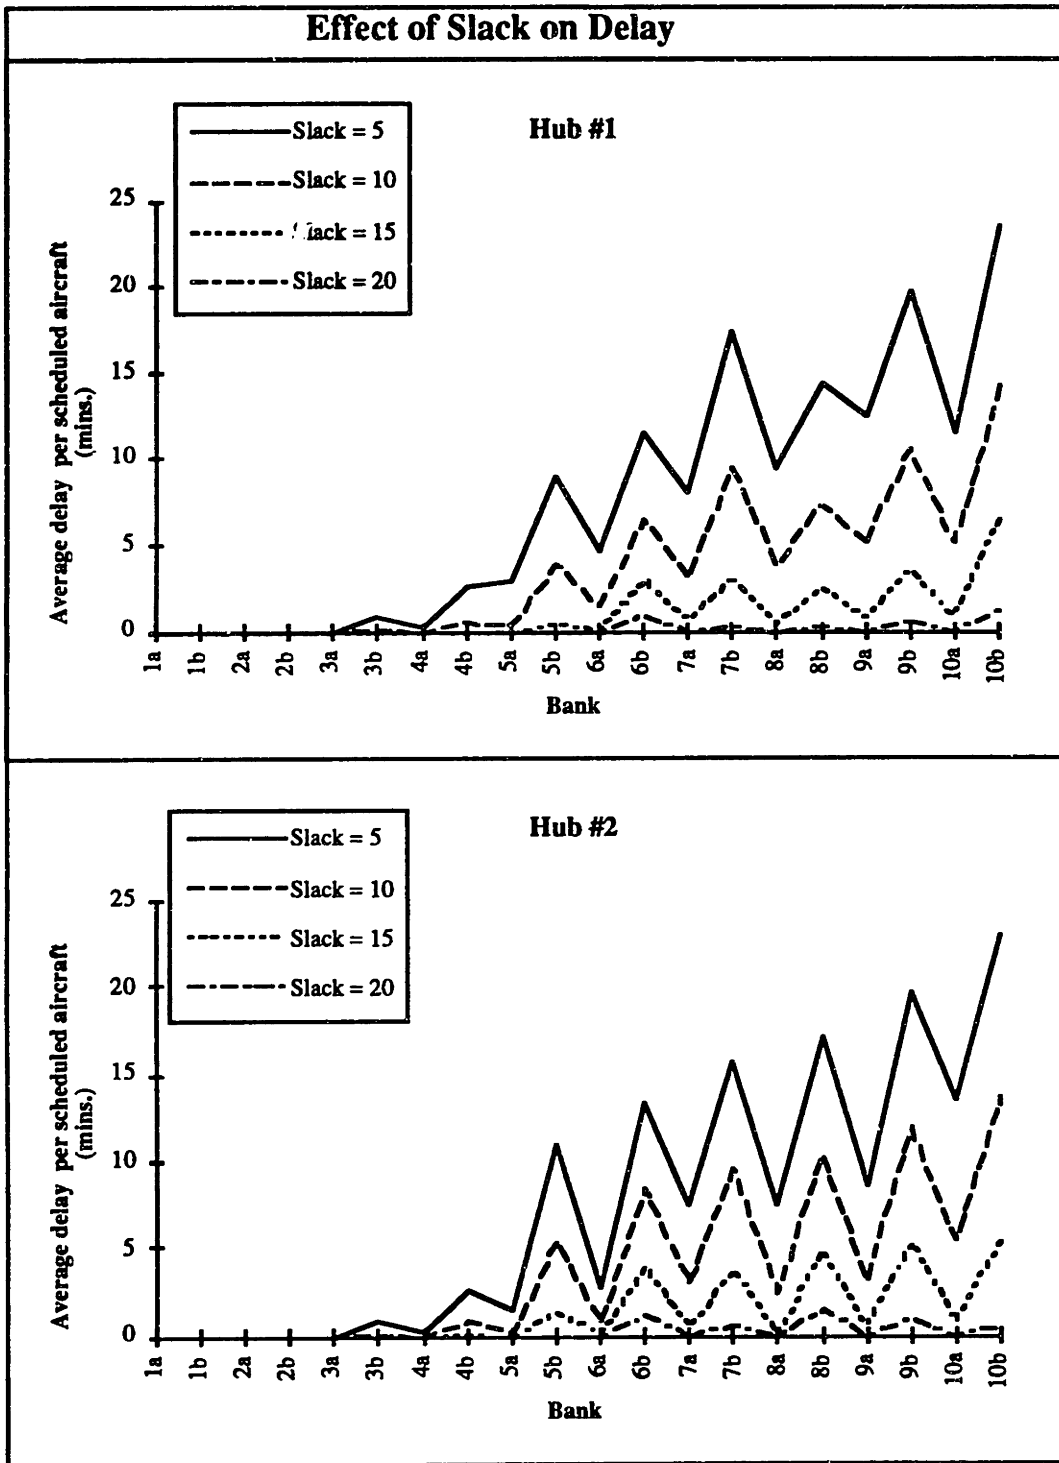 Effect of Slack on Delay
Hub #1
Slack = 5
Slack = 10
lack = 15
Slack = 20
Average delay per scheduled aircraft
(mins.)
25
20
15
10
5
0
1a 1b 2a 2b 3a 3b 4a 4b 5a 5b 6a 6b 7a 7b 8a 8b 9a 9b 10a 10b
Bank
Hub #2
Slack = 5
Slack = 10
Slack = 15
Slack = 20
Average delay per scheduled aircraft
(mins.)
25
20
15
10
5
0
1a 1b 2a 2b 3a 3b 4a 4b 5a 5b 6a 6b 7a 7b 8a 8b 9a 9b 10a 10b
Bank